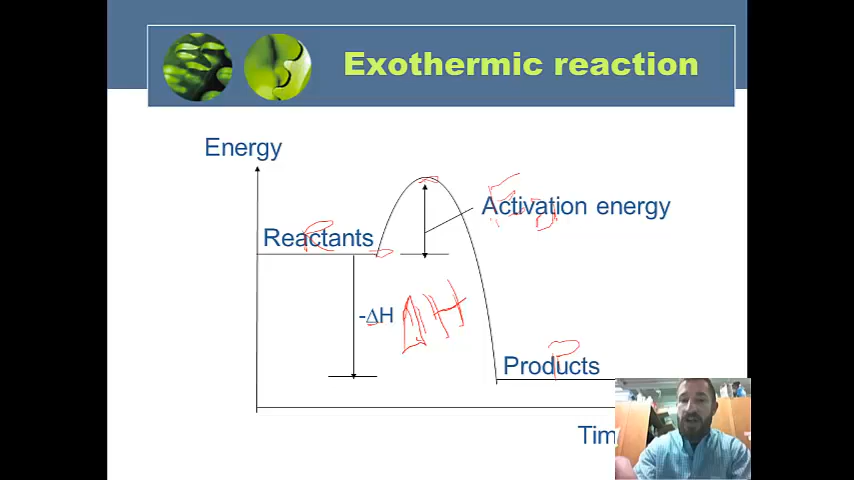 Exothermic reaction
Energy
Activation energy
Reactants
R
-ΔH
ΔH
Products
P
Tim